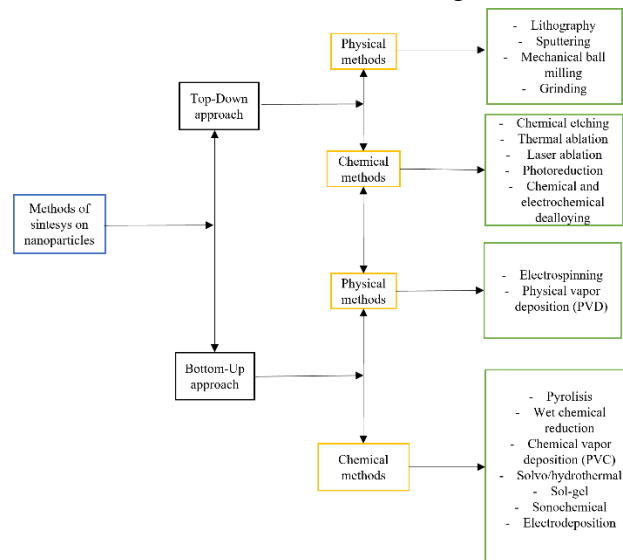 Methods of
sintesys on
nanoparticles
Top-Down
approach
Bottom-Up
approach
Physical
methods
Chemical
methods
Physical
methods
Chemical methods
- Lithography
- Sputtering
- Mechanical ball
milling
- Grinding
- Chemical etching
- Thermal ablation
- Laser ablation
- Photoreduction
- Chemical and
electrochemical
dealloying
- Electrospinning
- Physical vapor
deposition (PVD)
- Pyrolisis
- Wet chemical
reduction
- Chemical vapor
deposition (PVC)
- Solvo/hydrothermal
- Sol-gel
- Sonochemical
- Electrodeposition